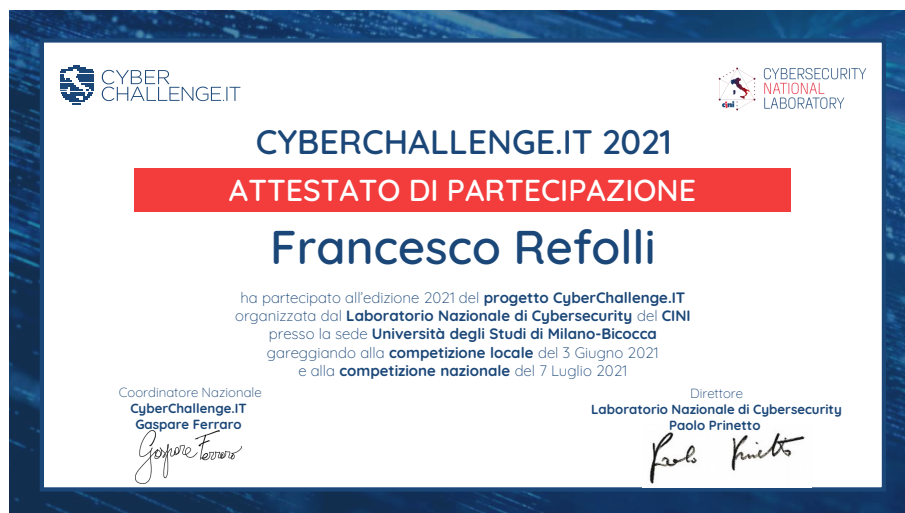 CYBER
CHALLENGE.IT
cini
CYBERSECURITY
NATIONAL
LABORATORY
CYBERCHALLENGE.IT 2021
ATTESTATO DI PARTECIPAZIONE
Francesco Refolli
ha partecipato all'edizione 2021 del progetto CyberChallenge.IT
organizzata dal Laboratorio Nazionale di Cybersecurity del CINI
presso la sede Università degli Studi di Milano-Bicocca
gareggiando alla competizione locale del 3 Giugno 2021
e alla competizione nazionale del 7 Luglio 2021
Coordinatore Nazionale
CyberChallenge.IT
Gaspare Ferraro
Gaspare Ferraro
Direttore
Laboratorio Nazionale di Cybersecurity
Paolo Prinetto
Paolo Prinetto